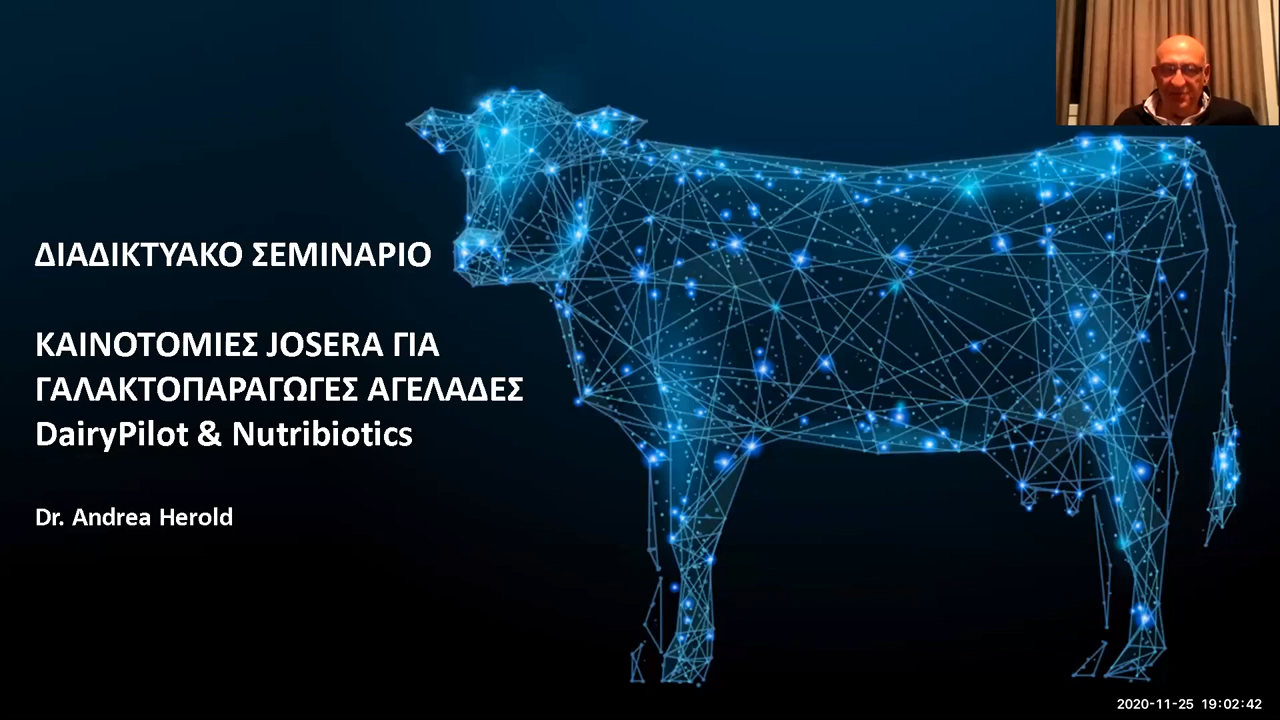 ΔΙΑΔΙΚΤΥΑΚΟ ΣΕΜΙΝΑΡΙΟ
ΚΑΙΝΟΤΟΜΙΕΣ JOSERA ΓΙΑ
ΓΑΛΑΚΤΟΠΑΡΑΓΩΓΕΣ ΑΓΕΛΑΔΕΣ
DairyPilot & Nutribiotics
Dr. Andrea Herold
2020-11-25 19:02:42